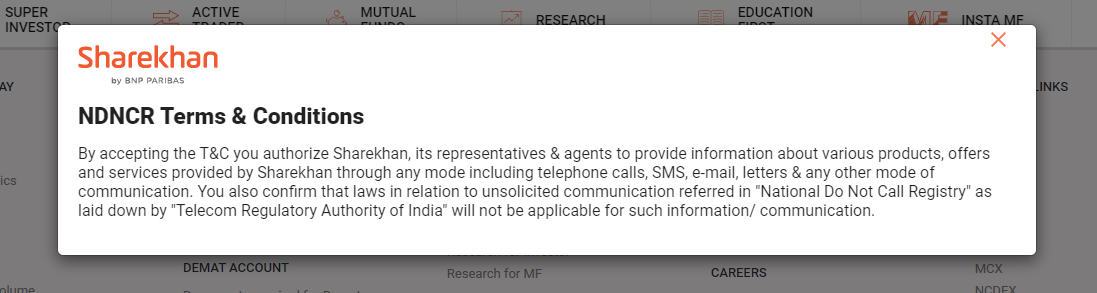 SUPER
INVESTOR
ACTIVE
TRADER
MUTUAL
FUNDS
RESEARCH
EDUCATION
FIRST
MF
INSTA MF
Sharekhan
by BNP PARIBAS
NDNCR Terms & Conditions
By accepting the T&C you authorize Sharekhan, its representatives & agents to provide information about various products, offers
and services provided by Sharekhan through any mode including telephone calls, SMS, e-mail, letters & any other mode of
communication. You also confirm that laws in relation to unsolicited communication referred in "National Do Not Call Registry" as
laid down by "Telecom Regulatory Authority of India" will not be applicable for such information/ communication.
AY
LINKS
ics
DEMAT ACCOUNT
Research for MF
CAREERS
MCX
NCDEX
olume